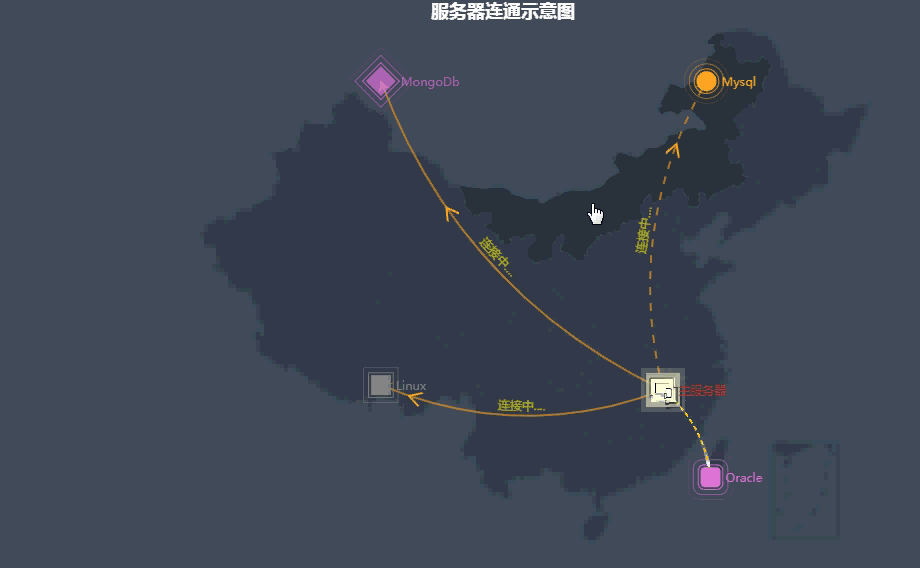 服务器连通示意图
MongoDb
Mysql
连接中....
连接中....
Linux
主服务器
连接中....
Oracle